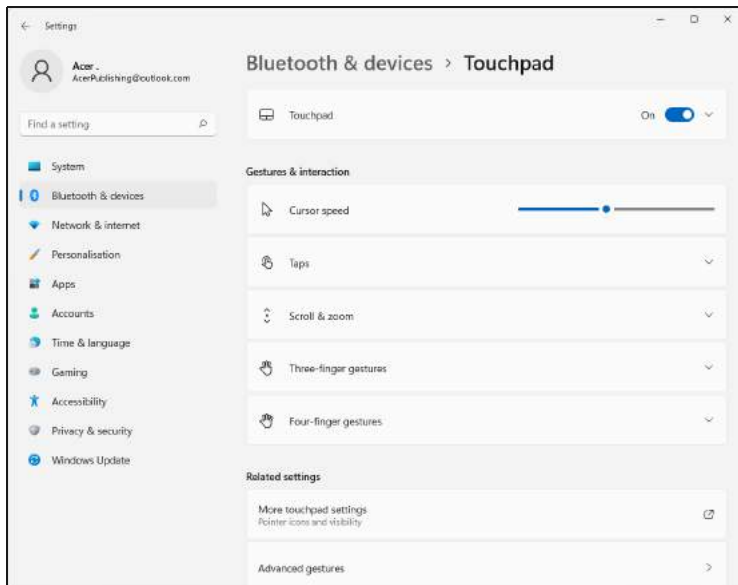 Settings
Acer .
AcerPublishing@outlook.com
Find a setting
System
Bluetooth & devices
Network & internet
Personalisation
Apps
Accounts
Time & language
Gaming
Accessibility
Privacy & security
Windows Update
Bluetooth & devices > Touchpad
Touchpad
On
Gestures & interaction
Cursor speed
Taps
Scroll & zoom
Three-finger gestures
Four-finger gestures
Related settings
More touchpad settings
Pointer icons and visibility
Advanced gestures